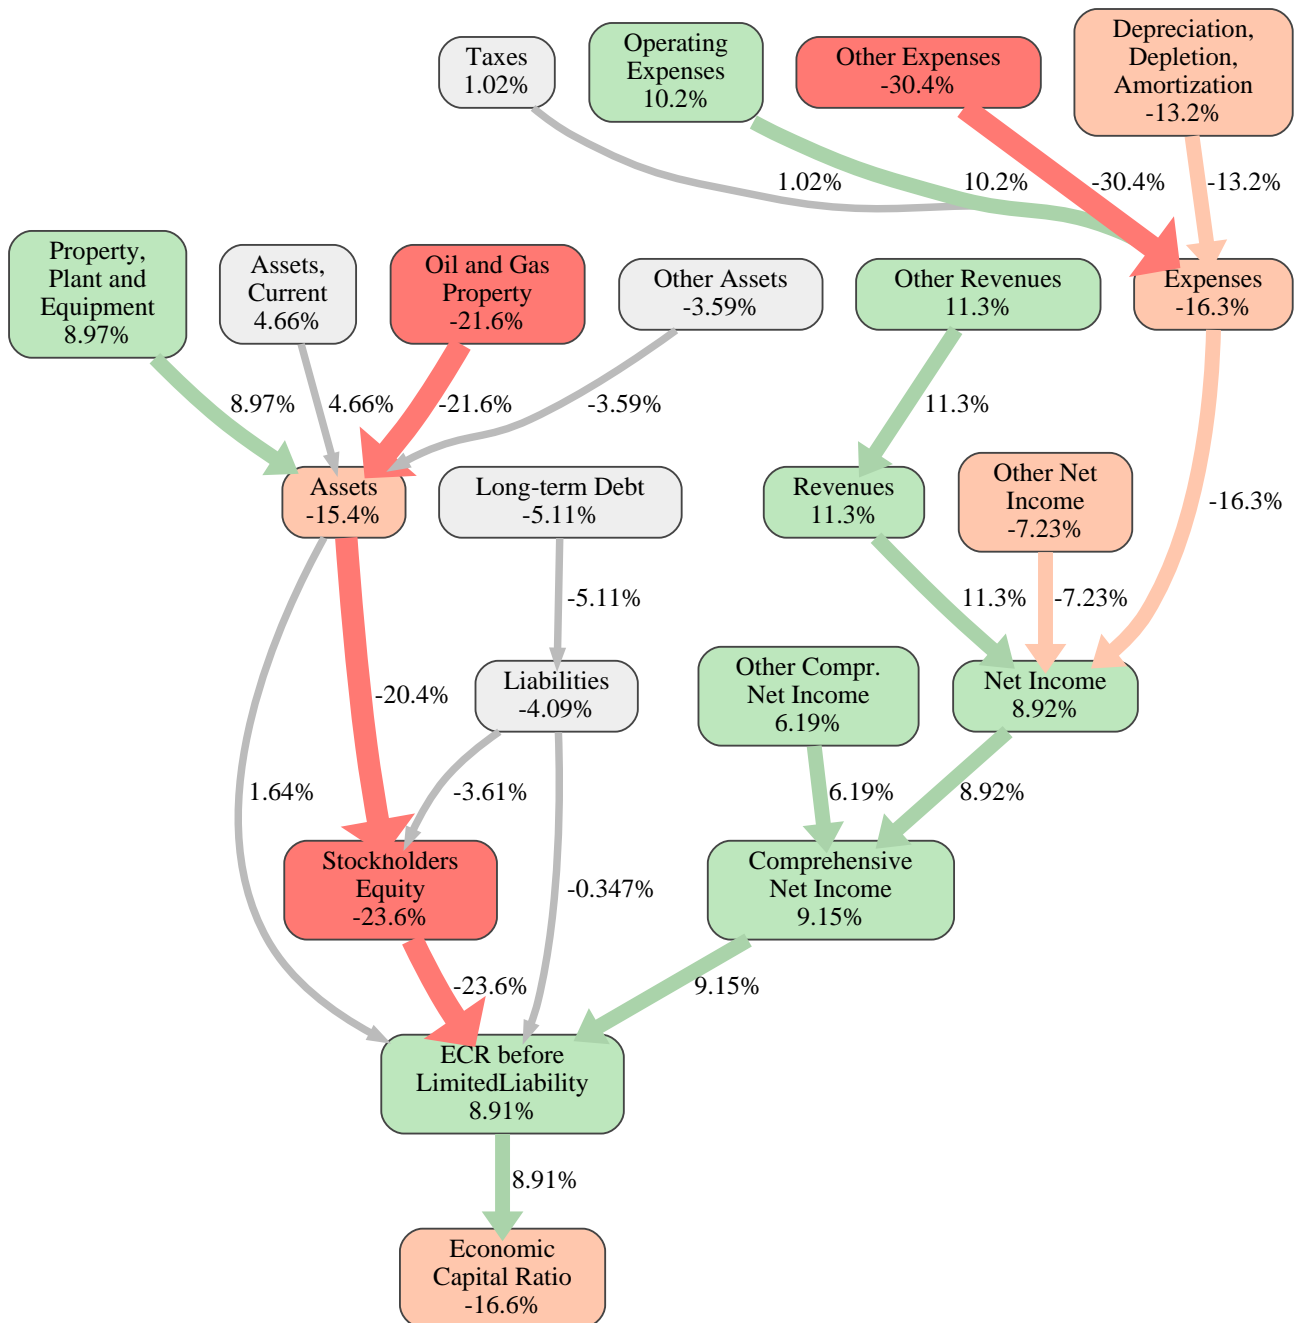 Taxes
1.02%
Operating
Expenses
10.2%
Other Expenses
-30.4%
Depreciation,
Depletion,
Amortization
-13.2%
1.02%
10.2%
-30.4%
-13.2%
Property,
Plant and
Equipment
8.97%
Assets,
Current
4.66%
Oil and Gas
Property
-21.6%
Other Assets
-3.59%
Other Revenues
11.3%
Expenses
-16.3%
8.97%
4.66%
-21.6%
-3.59%
11.3%
-16.3%
Assets
-15.4%
Long-term Debt
-5.11%
Revenues
11.3%
Other Net
Income
-7.23%
-5.11%
11.3%
-7.23%
-20.4%
Liabilities
-4.09%
Other Compr.
Net Income
6.19%
Net Income
8.92%
1.64%
-3.61%
-0.347%
6.19%
8.92%
Stockholders
Equity
-23.6%
Comprehensive
Net Income
9.15%
-23.6%
9.15%
ECR before
LimitedLiability
8.91%
8.91%
Economic
Capital Ratio
-16.6%